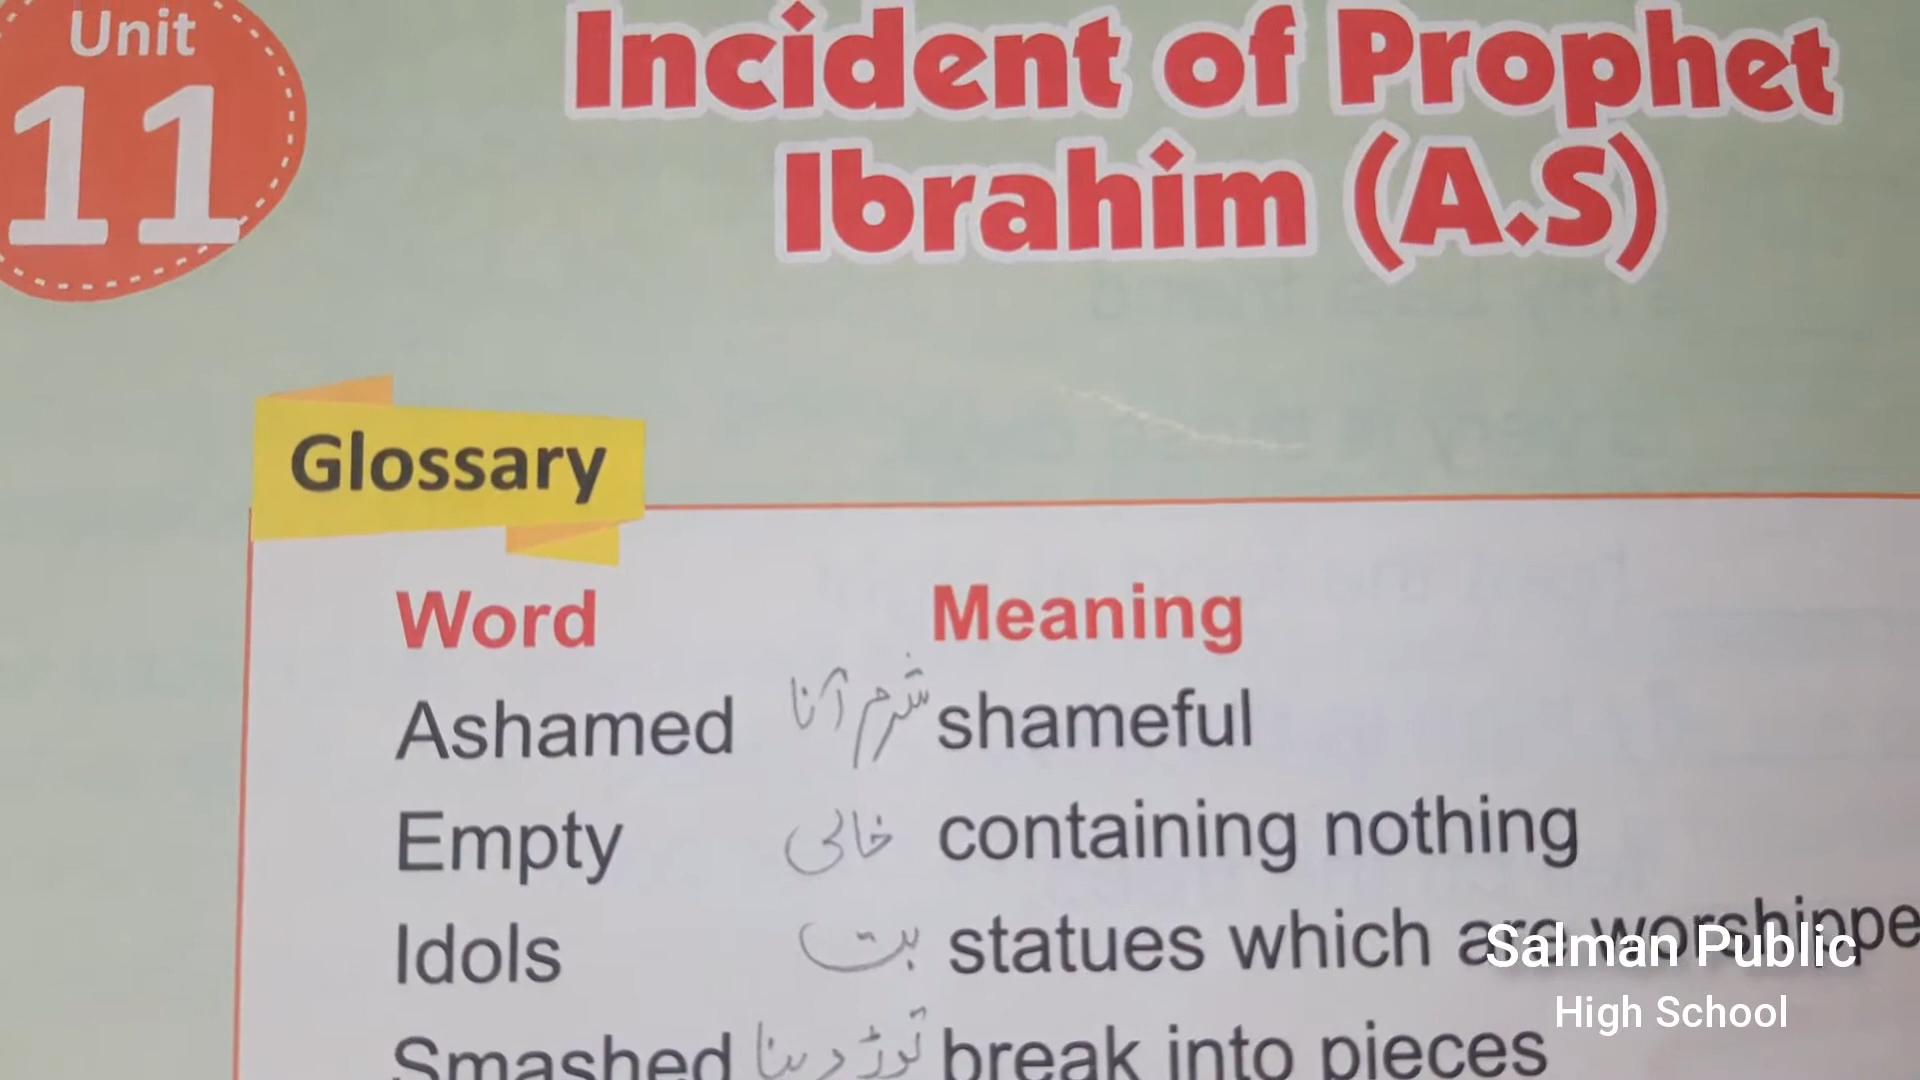 Unit
11
Incident of Prophet
Ibrahim (A.S)
Glossary
Word Meaning
Ashamed شرم آنا shameful
Empty خالی containing nothing
Idols بت statues which are worshippe
Smashed توڑ دینا break into pieces
Salman Public
High School